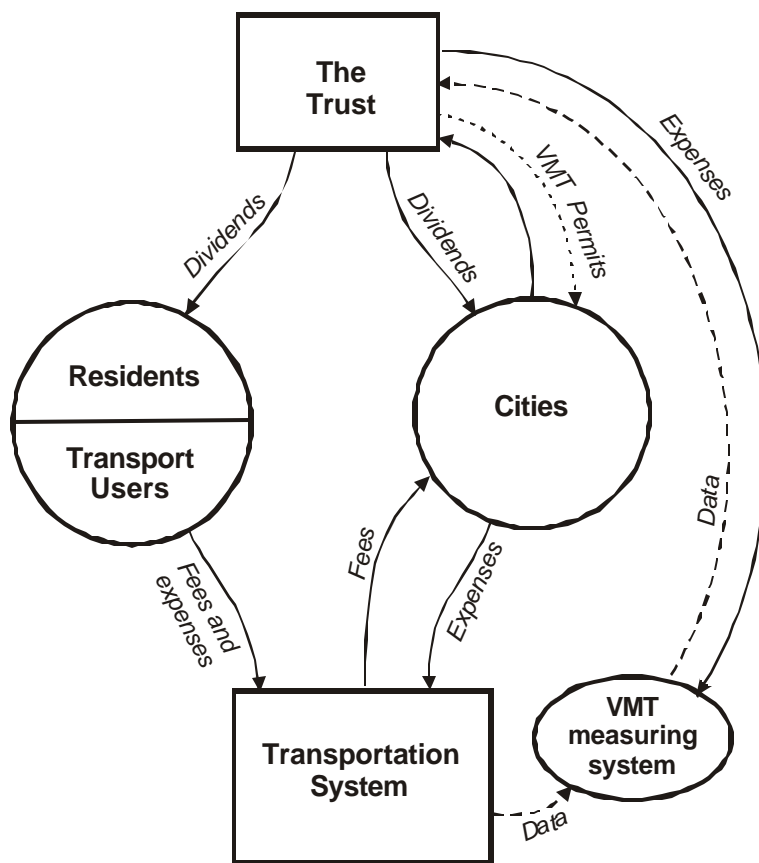 The
Trust
Expenses
VMT Permits
Dividends
Dividends
Residents
Transport
Users
Cities
Data
Fees
Expenses
Fees and
expenses
Transportation
System
VMT
measuring
system
Data